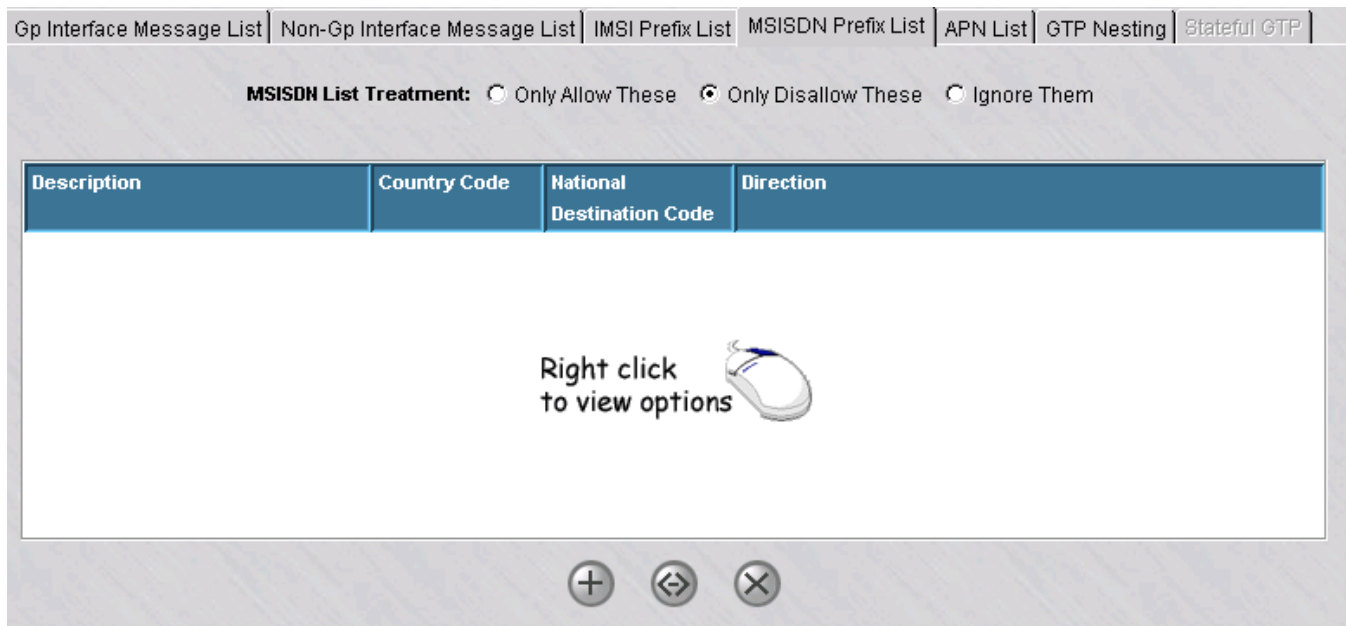 Gp Interface Message List Non-Gp Interface Message List IMSI Prefix List MSISDN Prefix List APN List GTP Nesting Stateful GTP
MSISDN List Treatment: Only Allow These Only Disallow These Ignore Them
Description Country Code National Destination Code Direction
Right click
to view options